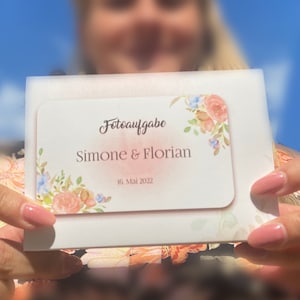 Fotoaufgabe
Simone & Florian
16. Mai 2022